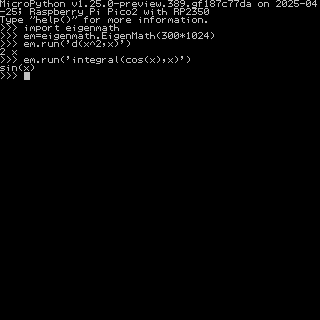 MicroPython v1.25.0-preview.389.gf187c77da on 2025-04
-25; Raspberry Pi Pico2 with RP2350
Type "help()" for more information.
>>> import eigenmath
>>> em=eigenmath.EigenMath(300*1024)
>>> em.run('d(x^2,x)')
2 x
>>> em.run('integral(cos(x),x)')
sin(x)
>>>